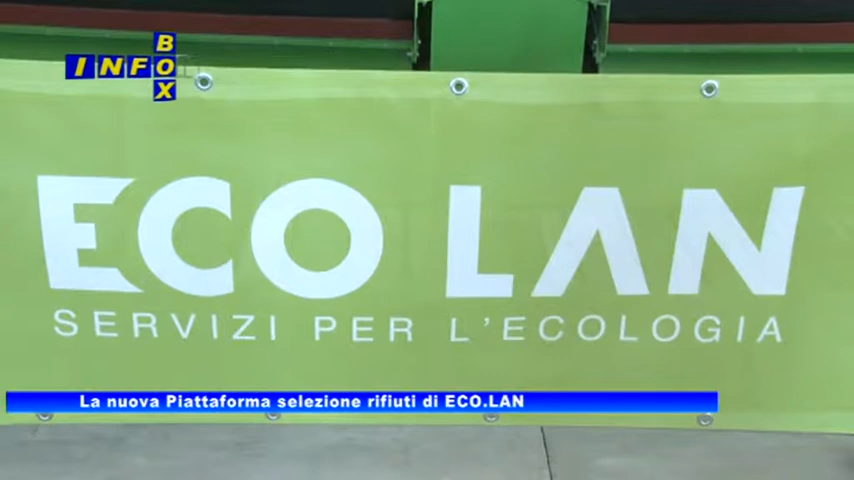 INFO BOX
ECO LAN
SERVIZI PER L'ECOLOGIA
La nuova Piattaforma selezione rifiuti di ECO.LAN